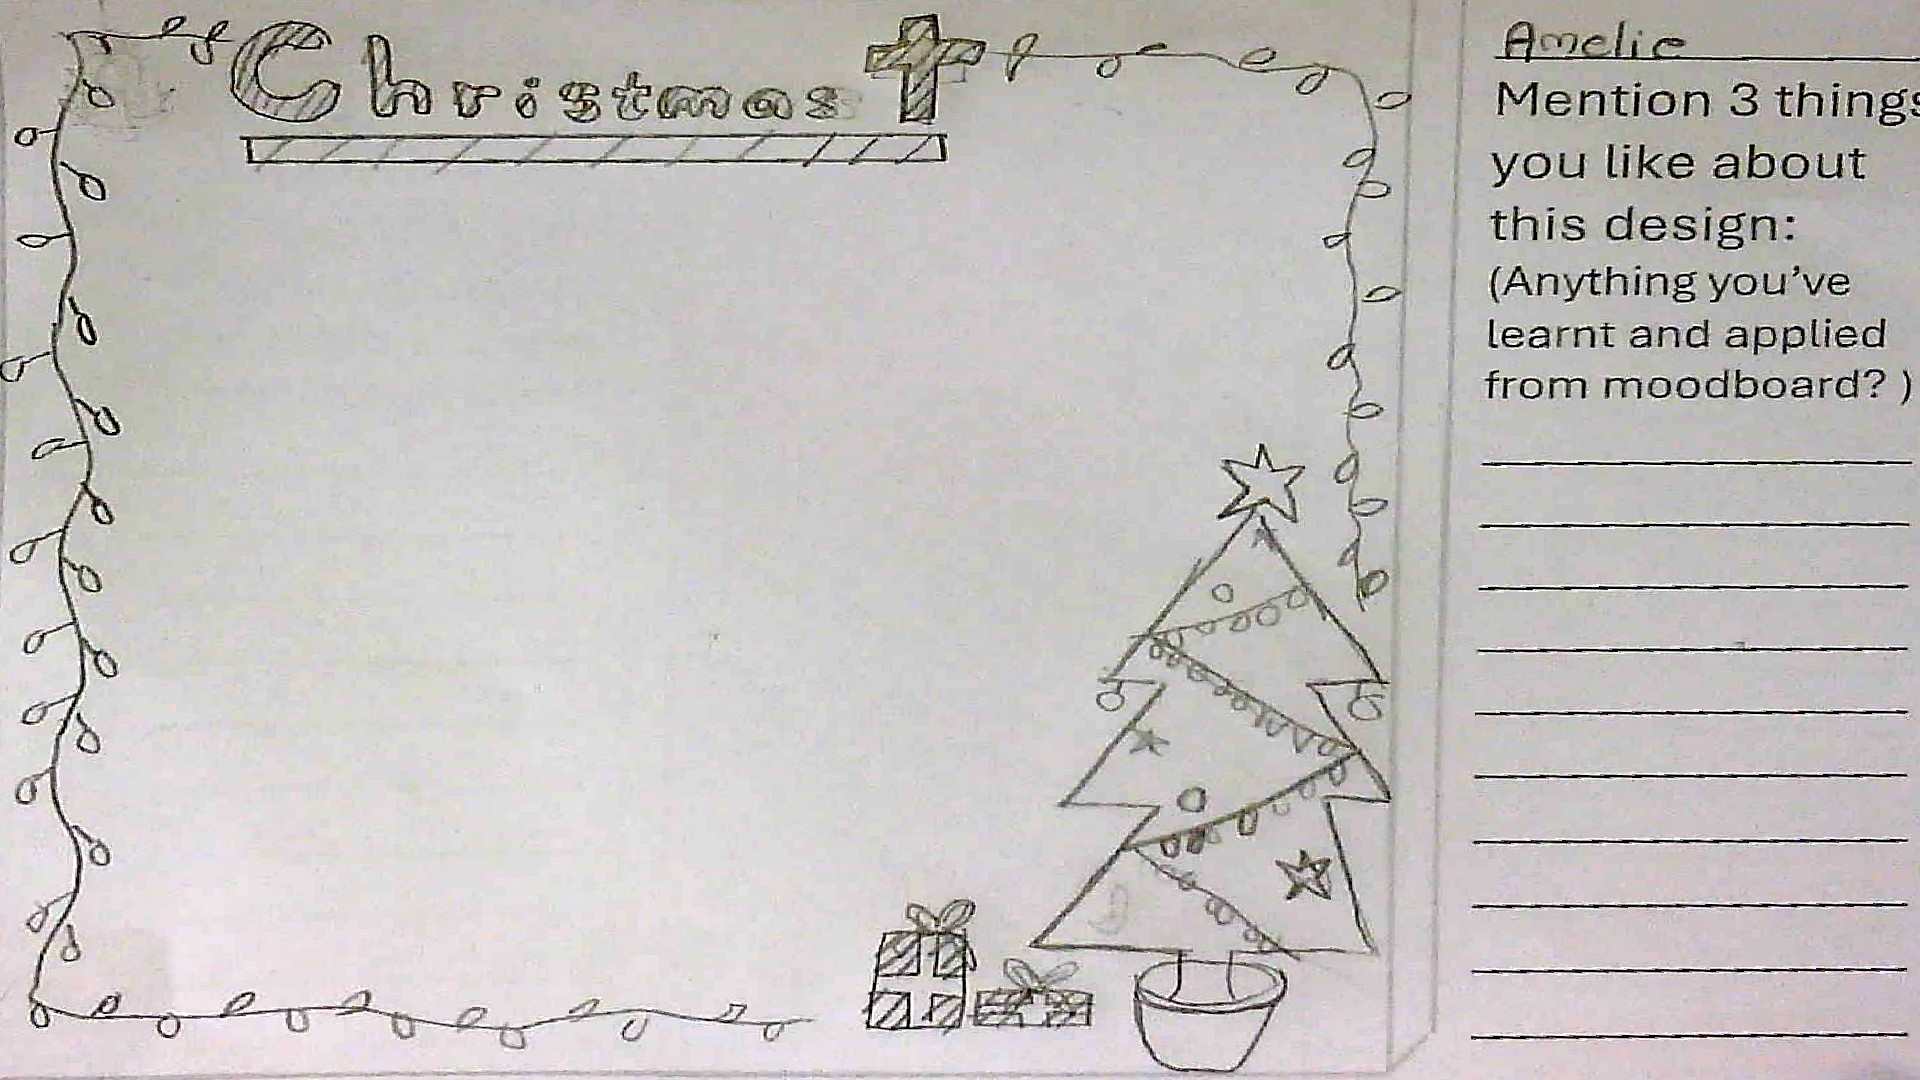 Christmas
Amelie
Mention 3 things
you like about
this design:
(Anything you've
learnt and applied
from moodboard? )